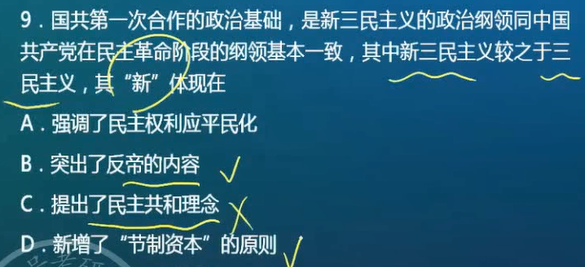 9．国共第一次合作的政治基础，是新三民主义的政治纲领同中国
共产党在民主革命阶段的纲领基本一致，其中新三民主义较之于三
民主义，其“新”体现在
A．强调了民主权利应平民化
B．突出了反帝的内容
C．提出了民主共和理念
D．新增了“节制资本”的原则